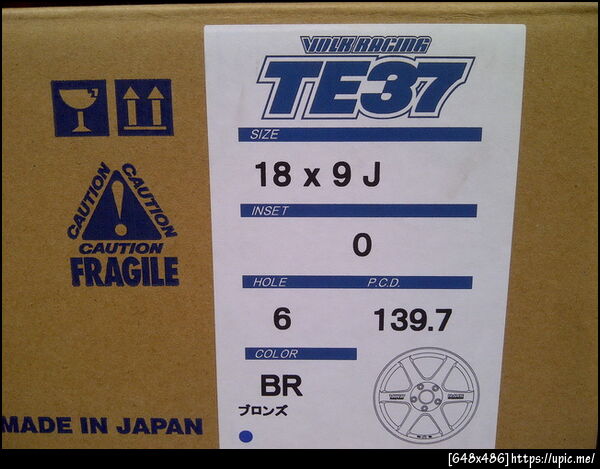 VOLK RACING
TE37
SIZE
18 x 9 J
INSET
0
HOLE P.C.D.
6 139.7
COLOR
BR
ブロンズ
CAUTION CAUTION
CAUTION
FRAGILE
MADE IN JAPAN
[648x486]https://upic.me/